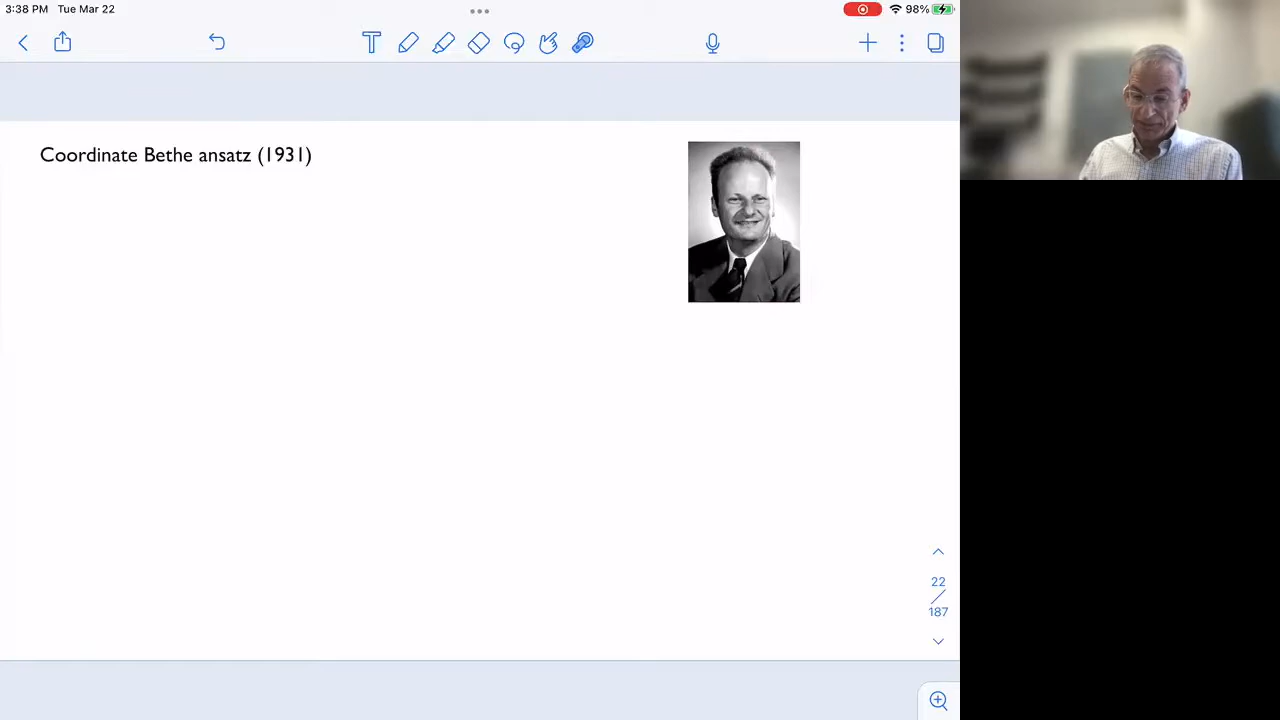 3:38 PM Tue Mar 22
98%
T
Coordinate Bethe ansatz (1931)
22
187